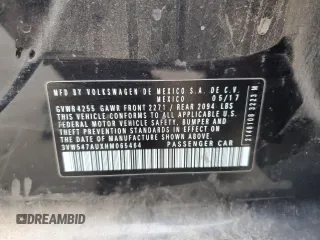 MFD BY VOLKSWAGEN DE MEXICO S.A. DE C.V.
MEXICO 05/17
GVWR 4255 GAWR FRONT 2271 / REAR 2094 LBS
THIS VEHICLE CONFORMS TO ALL APPLICABLE U.S.
FEDERAL MOTOR VEHICLE SAFETY, BUMPER AND
THEFT PREVENTION STANDARDS IN EFFECT ON THE
DATE OF MANUFACTURE SHOWN ABOVE.
3VW547AUXHM065464 PASSENGER CAR
DREAMBID